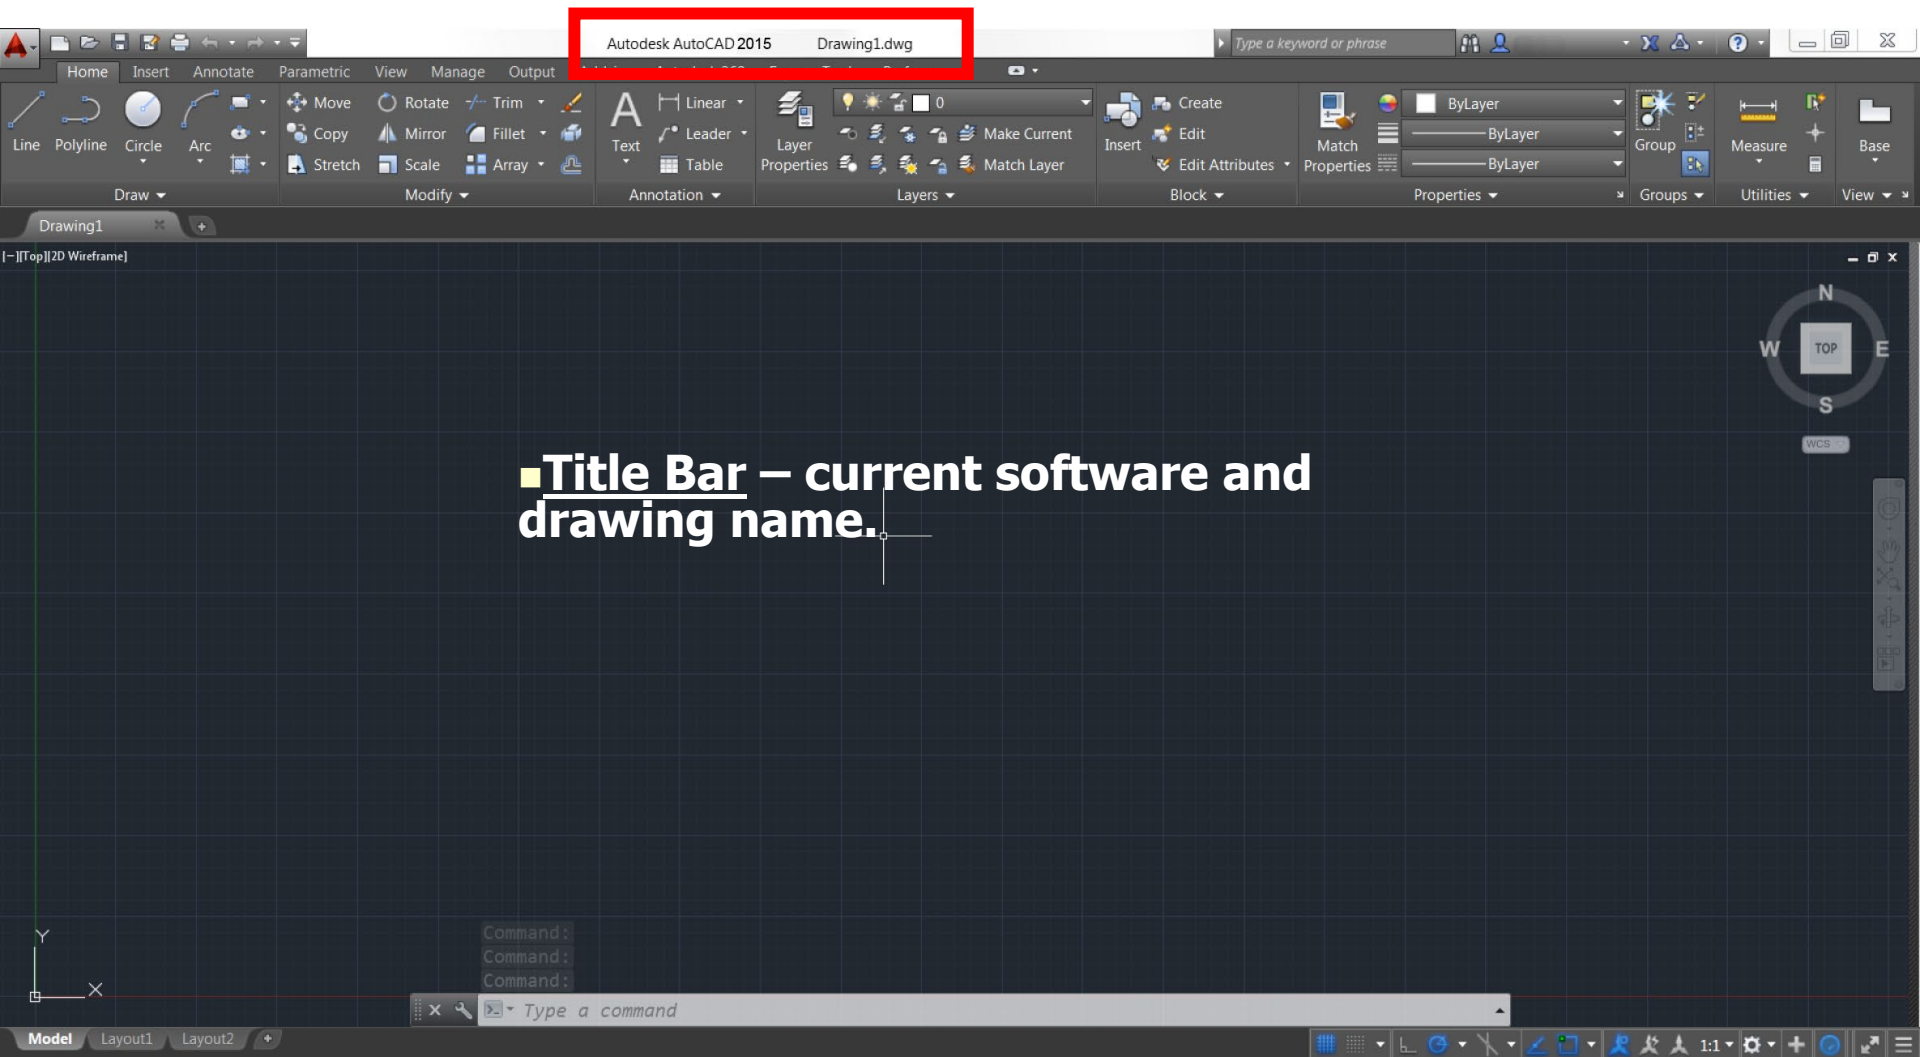 Autodesk AutoCAD 2015 Drawing1.dwg
Type a keyword or phrase
Home Insert Annotate Parametric View Manage Output
Line Polyline Circle Arc
Move Rotate Trim
Copy Mirror Fillet
Stretch Scale Array
Text
Linear
Leader
Table
Layer
Properties
0
Make Current
Match Layer
Insert
Create
Edit
Edit Attributes
Match
Properties
ByLayer
ByLayer
ByLayer
Group
Measure
Base
Draw Modify Annotation Layers Block Properties Groups Utilities View
Drawing1
[−][Top][2D Wireframe]
N
W TOP E
S
WCS
Title Bar – current software and
drawing name.
Y
X
Command:
Command:
Command:
Type a command
Model Layout1 Layout2
1:1